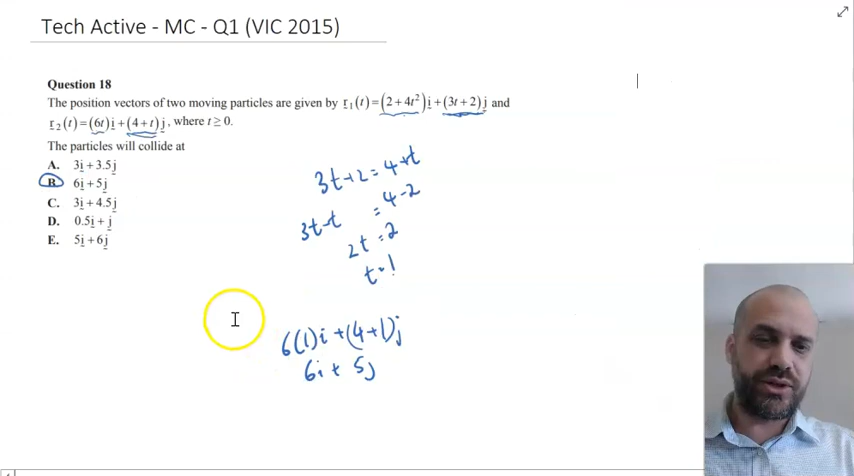 Tech Active - MC - Q1 (VIC 2015)
Question 18
The position vectors of two moving particles are given by r₁(t) = (2 + 4t²)i + (3t + 2)j and
r₂(t) = (6t)i + (4 + t)j, where t ≥ 0.
The particles will collide at
A. 3i + 3.5j
B. 6i + 5j
C. 3i + 4.5j
D. 0.5i + j
E. 5i + 6j
3t+2 = 4+t
3t-t = 4-2
2t = 2
t = 1
6(1)i + (4+1)j
6i + 5j